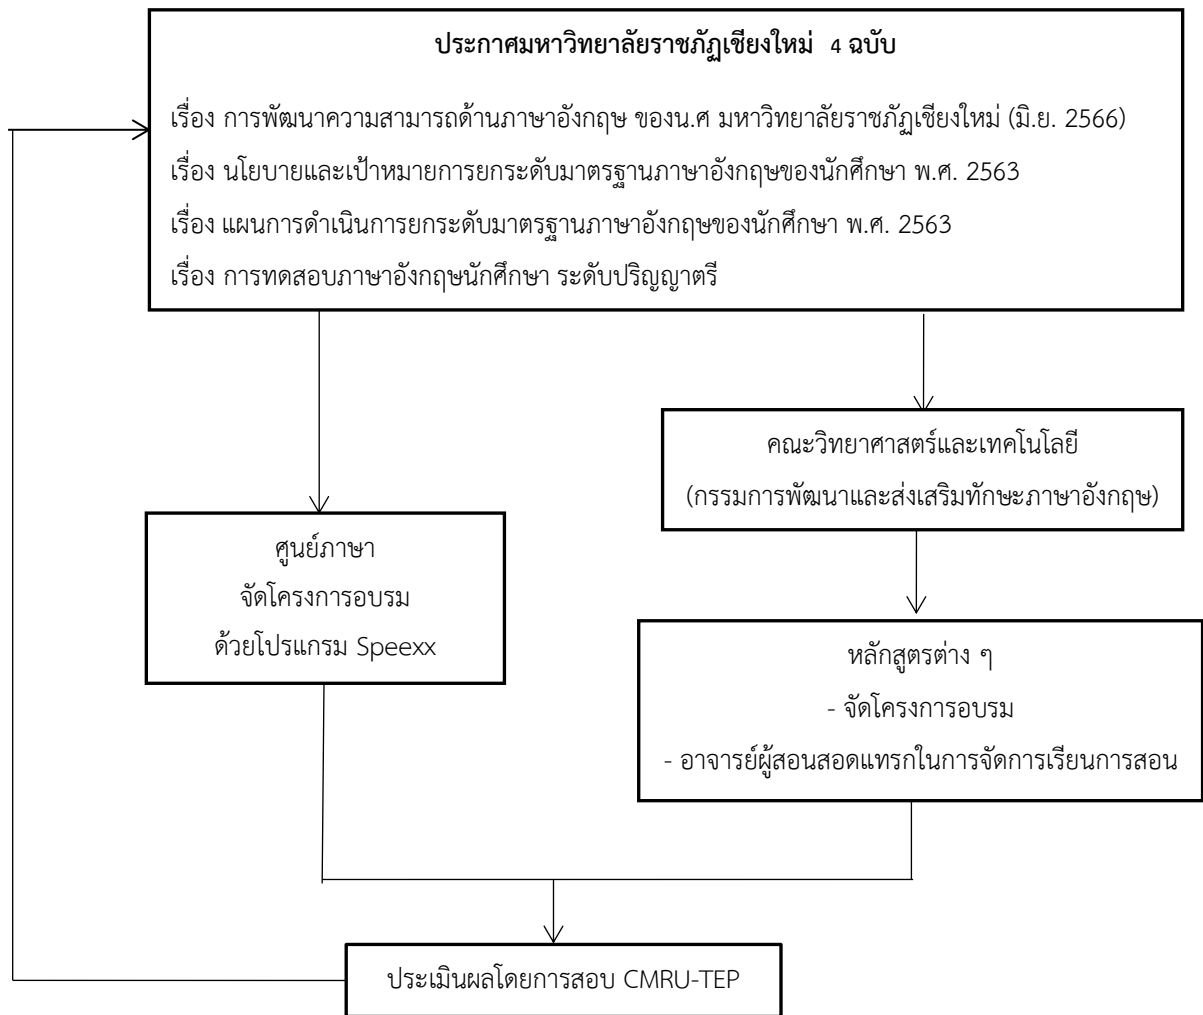 ประกาศมหาวิทยาลัยราชภัฏเชียงใหม่ 4 ฉบับ
เรื่อง การพัฒนาความสามารถด้านภาษาอังกฤษ ของน.ศ มหาวิทยาลัยราชภัฏเชียงใหม่ (มิ.ย. 2566)
เรื่อง นโยบายและเป้าหมายการยกระดับมาตรฐานภาษาอังกฤษของนักศึกษา พ.ศ. 2563
เรื่อง แผนการดำเนินการยกระดับมาตรฐานภาษาอังกฤษของนักศึกษา พ.ศ. 2563
เรื่อง การทดสอบภาษาอังกฤษนักศึกษา ระดับปริญญาตรี
คณะวิทยาศาสตร์และเทคโนโลยี
(กรรมการพัฒนาและส่งเสริมทักษะภาษาอังกฤษ)
ศูนย์ภาษา
จัดโครงการอบรม
ด้วยโปรแกรม Speexx
หลักสูตรต่าง ๆ
- จัดโครงการอบรม
- อาจารย์ผู้สอนสอดแทรกในการจัดการเรียนการสอน
ประเมินผลโดยการสอบ CMRU-TEP